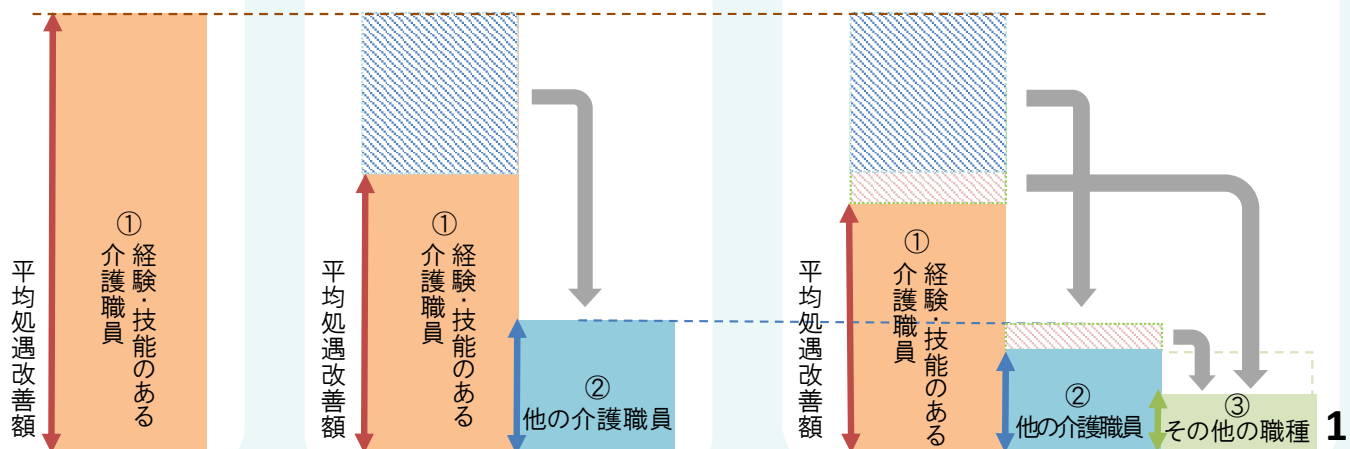 平均処遇改善額
①
経験・技能のある
介護職員
平均処遇改善額
①
経験・技能のある
介護職員
②
他の介護職員
平均処遇改善額
①
経験・技能のある
介護職員
②
他の介護職員
③
その他の職種
1